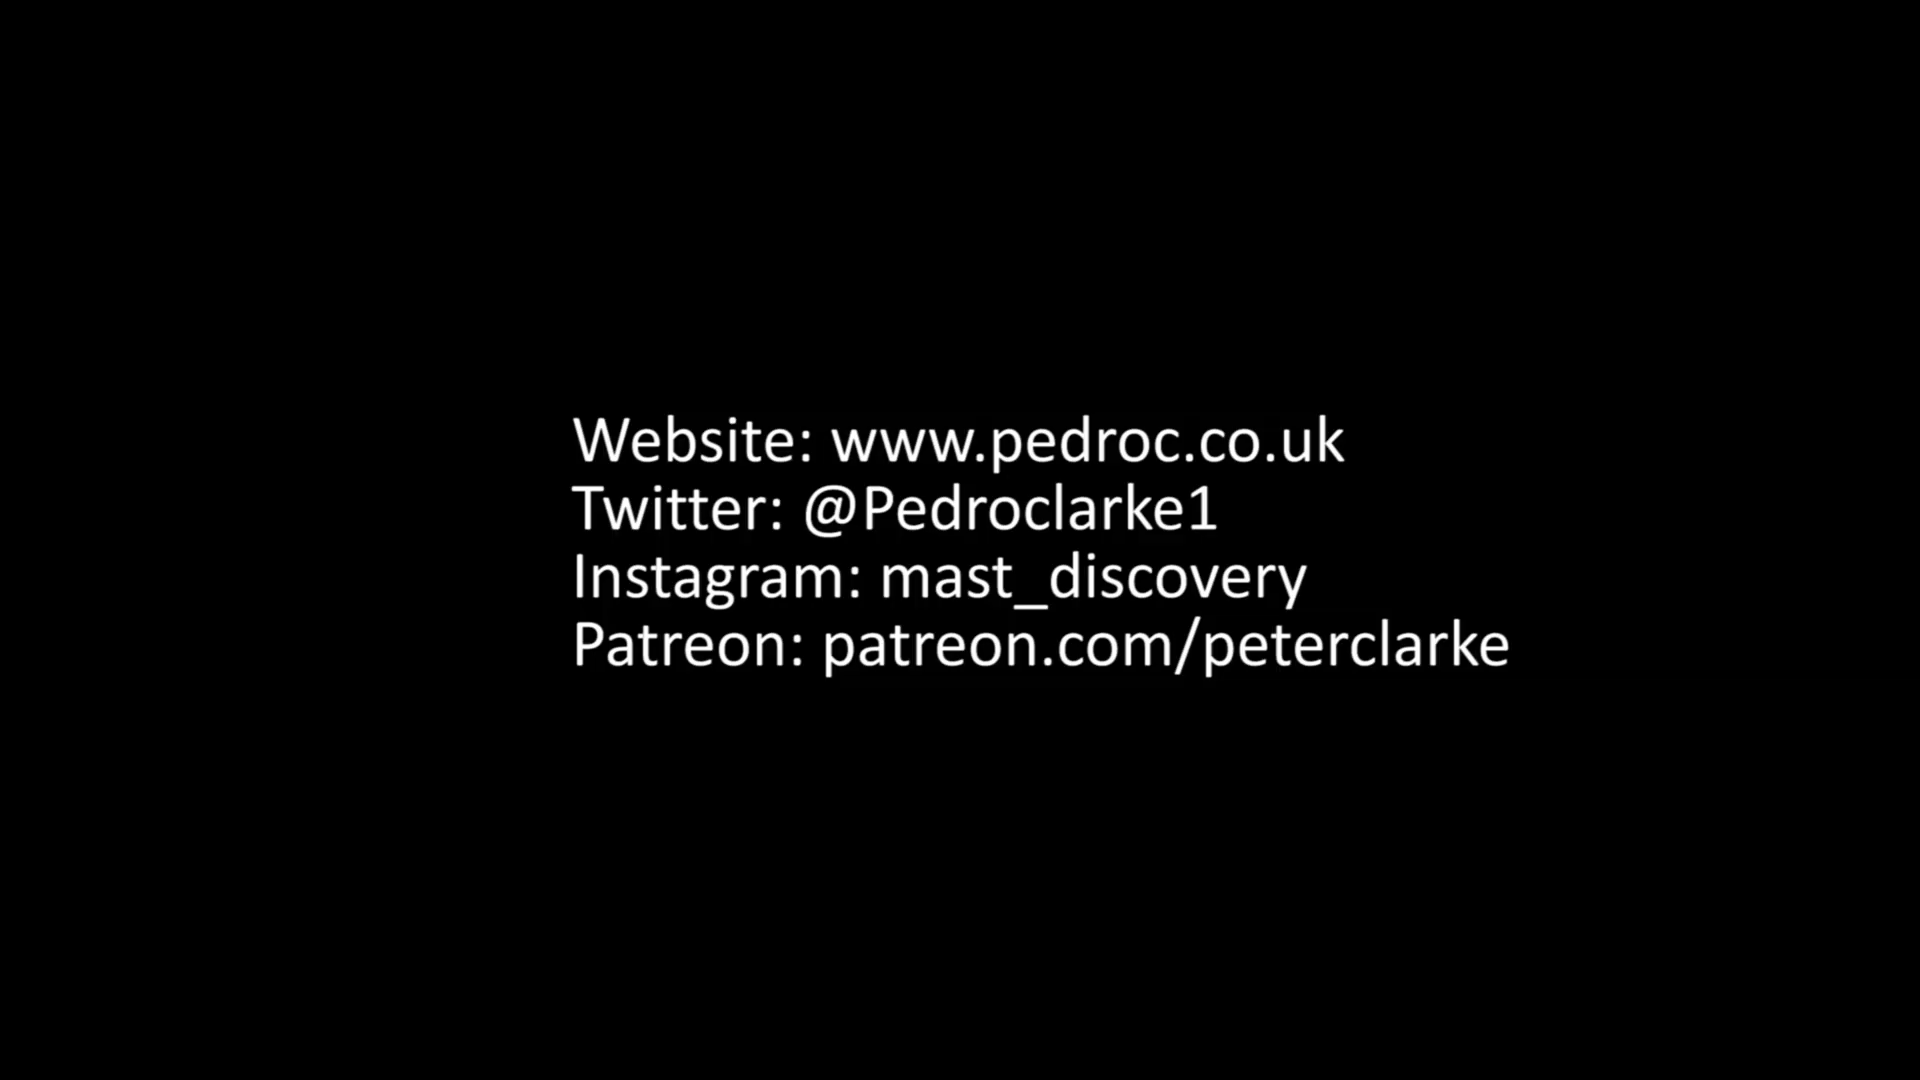 Website: www.pedroc.co.uk
Twitter: @Pedroclarke1
Instagram: mast_discovery
Patreon: patreon.com/peterclarke